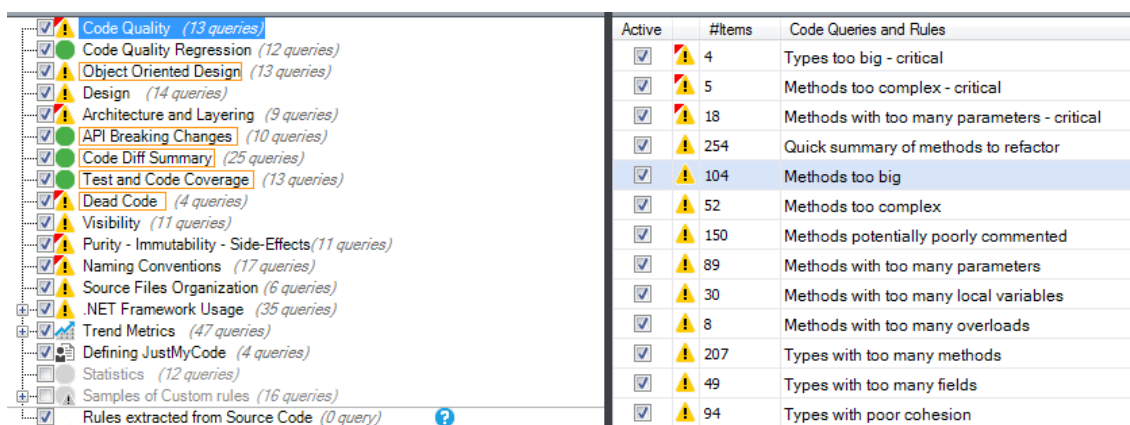 Code Quality (13 queries)
Code Quality Regression (12 queries)
Object Oriented Design (13 queries)
Design (14 queries)
Architecture and Layering (9 queries)
API Breaking Changes (10 queries)
Code Diff Summary (25 queries)
Test and Code Coverage (13 queries)
Dead Code (4 queries)
Visibility (11 queries)
Purity - Immutability - Side-Effects(11 queries)
Naming Conventions (17 queries)
Source Files Organization (6 queries)
.NET Framework Usage (35 queries)
Trend Metrics (47 queries)
Defining JustMyCode (4 queries)
Statistics (12 queries)
Samples of Custom rules (16 queries)
Rules extracted from Source Code (0 query) ?
Active #Items Code Queries and Rules
4 Types too big - critical
5 Methods too complex - critical
18 Methods with too many parameters - critical
254 Quick summary of methods to refactor
104 Methods too big
52 Methods too complex
150 Methods potentially poorly commented
89 Methods with too many parameters
30 Methods with too many local variables
8 Methods with too many overloads
207 Types with too many methods
49 Types with too many fields
94 Types with poor cohesion